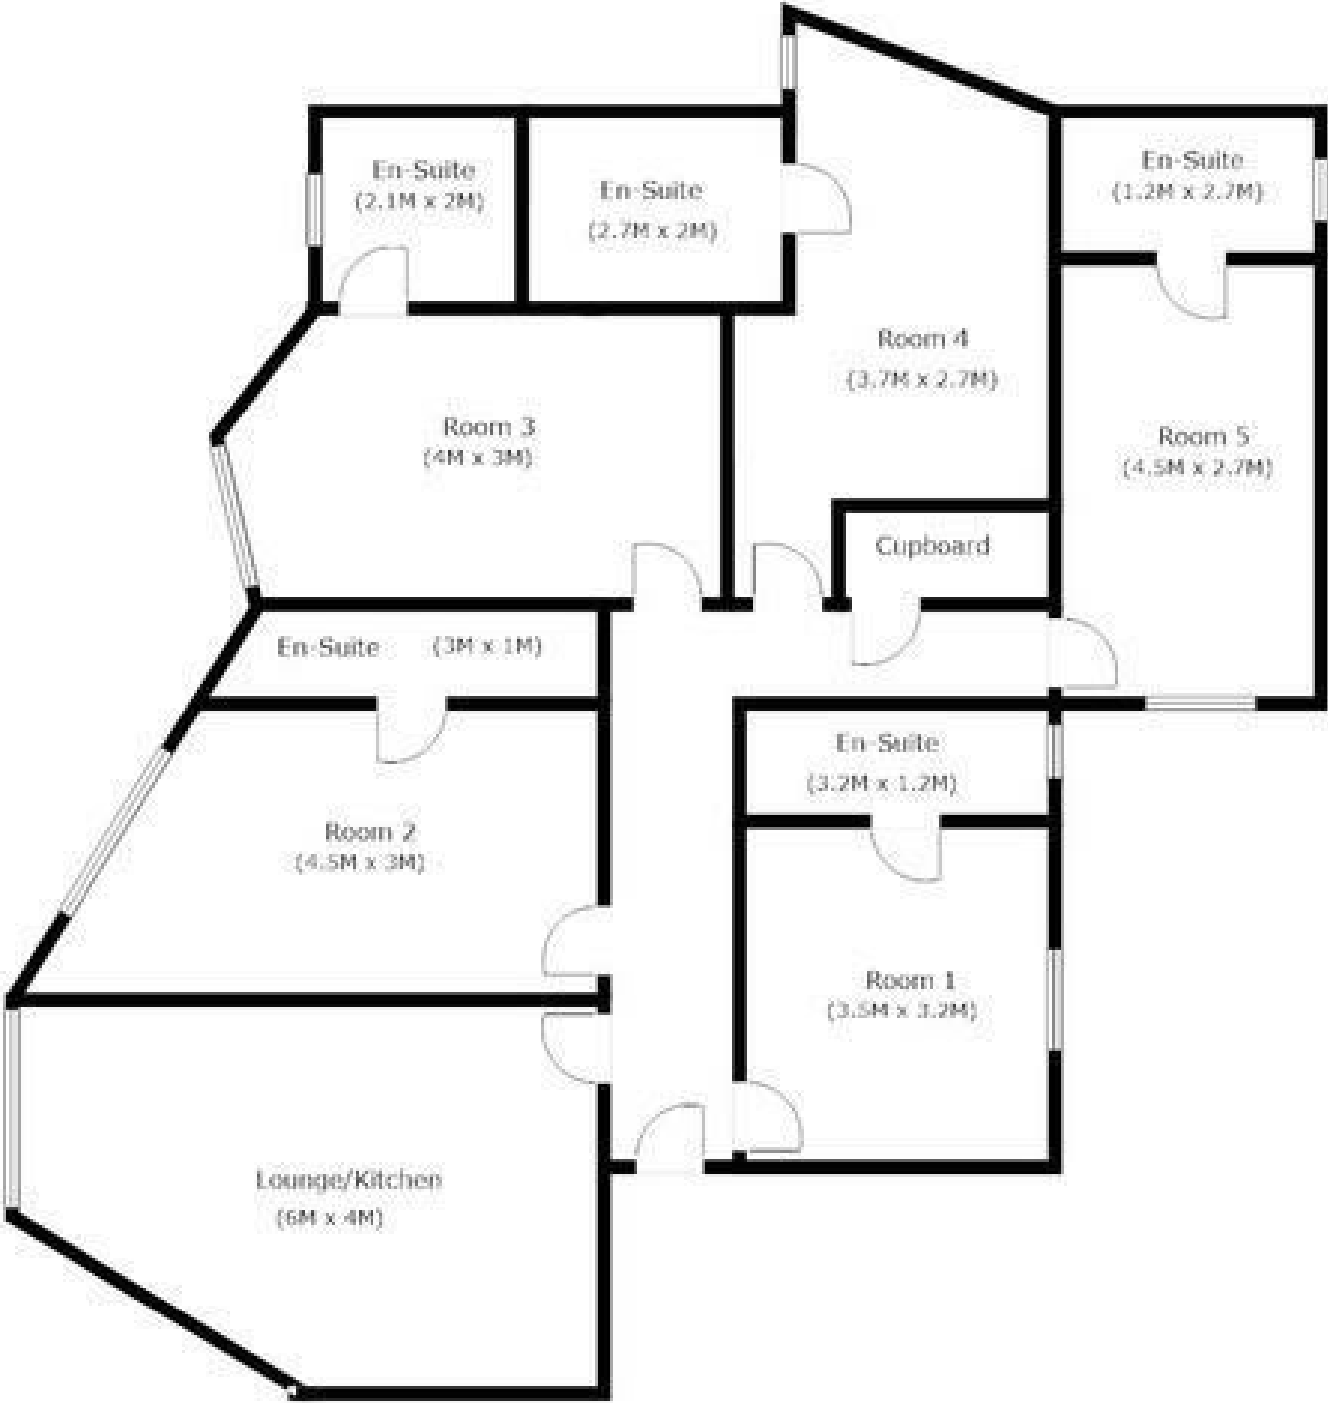 En-Suite
(2.1M x 2M)
En-Suite
(2.7M x 2M)
En-Suite
(1.2M x 2.7M)
Room 4
(3.7M x 2.7M)
Room 3
(4M x 3M)
Room 5
(4.5M x 2.7M)
Cupboard
En-Suite (3M x 1M)
En-Suite
(3.2M x 1.2M)
Room 2
(4.5M x 3M)
Room 1
(3.5M x 3.2M)
Lounge/Kitchen
(6M x 4M)